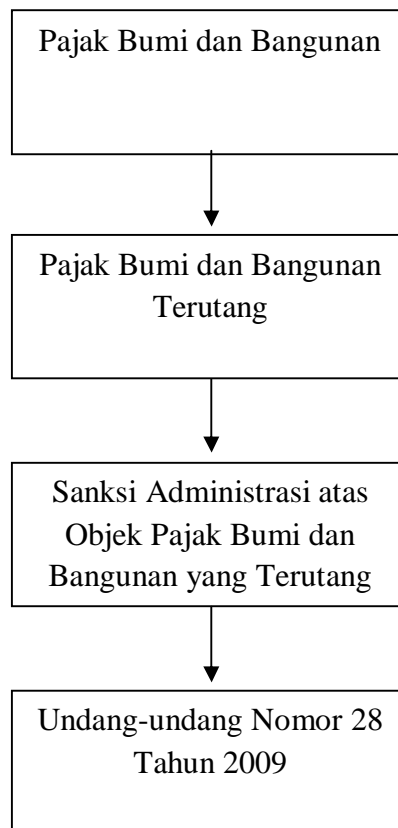 Pajak Bumi dan Bangunan
Pajak Bumi dan Bangunan
Terutang
Sanksi Administrasi atas
Objek Pajak Bumi dan
Bangunan yang Terutang
Undang-undang Nomor 28
Tahun 2009